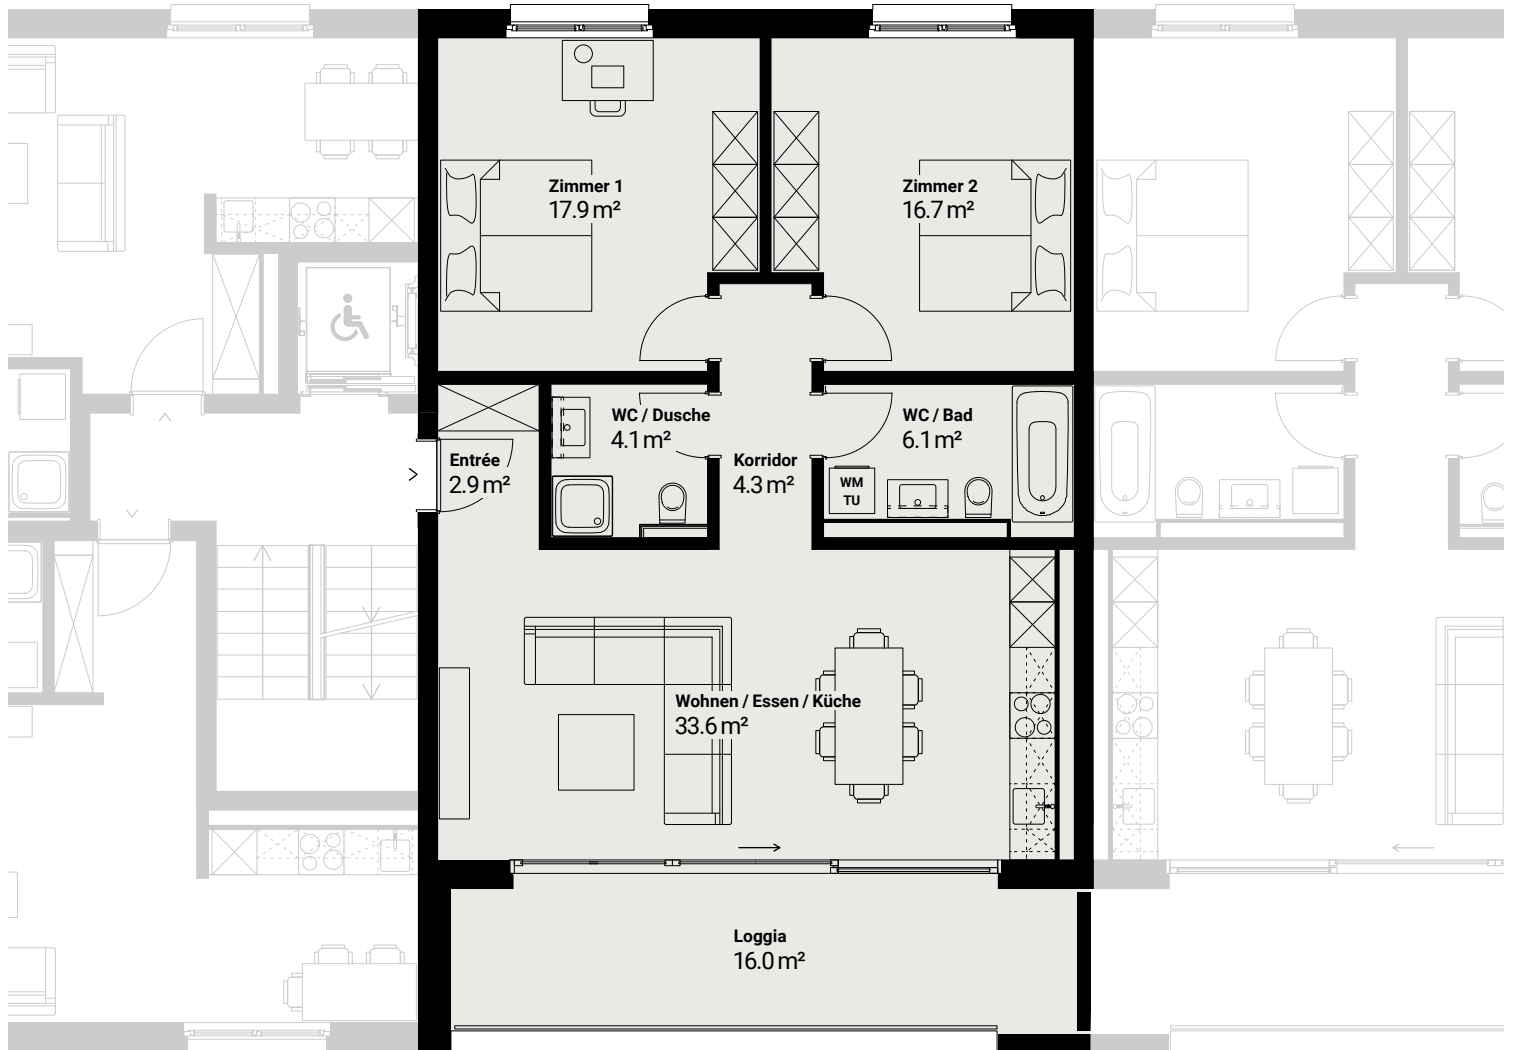 Zimmer 1
17.9 m²
Zimmer 2
16.7 m²
WC / Dusche
4.1 m²
WC / Bad
6.1 m²
Entrée
2.9 m²
Korridor
4.3 m²
WM
TU
Wohnen / Essen / Küche
33.6 m²
Loggia
16.0 m²